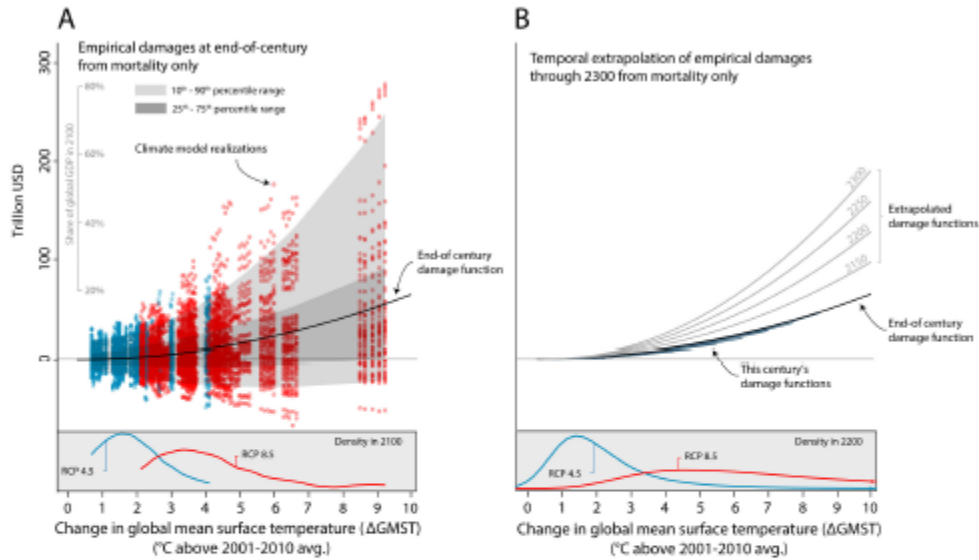 A
Empirical damages at end-of-century
from mortality only
10th - 90th percentile range
25th - 75th percentile range
Climate model realizations
End-of century
damage function
Trillion USD
300
200
100
0
Share of global GDP in 2100
80%
60%
40%
20%
Density in 2100
RCP 4.5
RCP 8.5
0 1 2 3 4 5 6 7 8 9 10
Change in global mean surface temperature (ΔGMST)
(°C above 2001-2010 avg.)
B
Temporal extrapolation of empirical damages
through 2300 from mortality only
2300
2250
2200
2150
Extrapolated
damage functions
End-of century
damage function
This century's
damage functions
Density in 2200
RCP 4.5
RCP 8.5
0 1 2 3 4 5 6 7 8 9 10
Change in global mean surface temperature (ΔGMST)
(°C above 2001-2010 avg.)